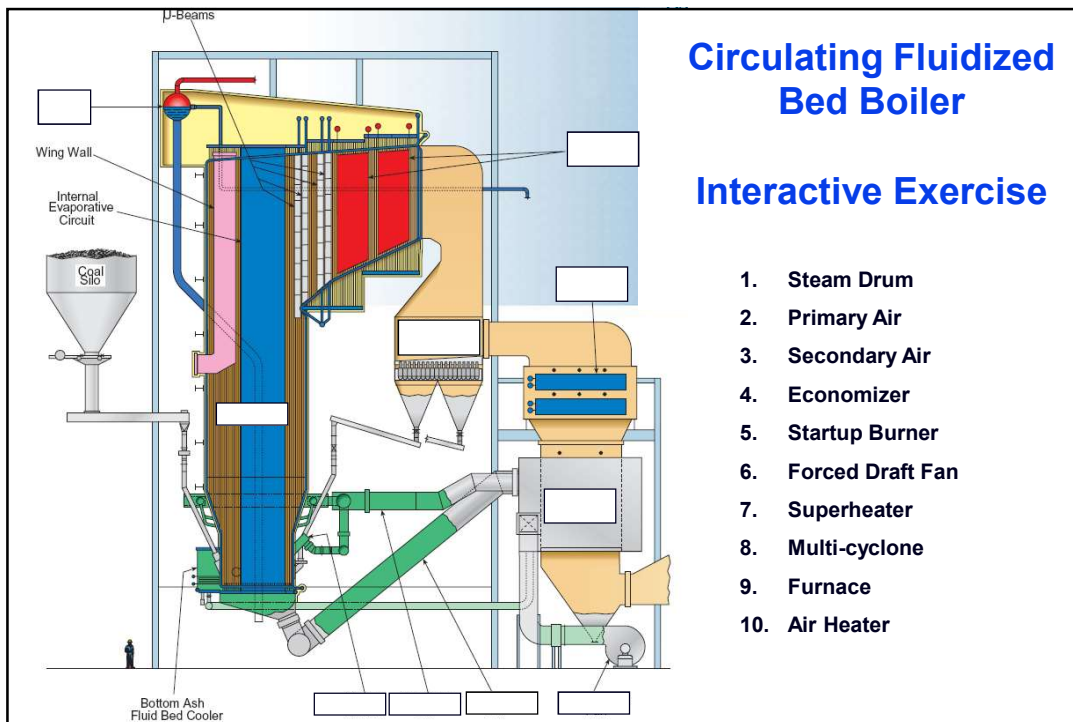 U-Beams
Wing Wall
Internal
Evaporative
Circuit
Coal
Silo
Bottom Ash
Fluid Bed Cooler
Circulating Fluidized
Bed Boiler
Interactive Exercise
1. Steam Drum
2. Primary Air
3. Secondary Air
4. Economizer
5. Startup Burner
6. Forced Draft Fan
7. Superheater
8. Multi-cyclone
9. Furnace
10. Air Heater